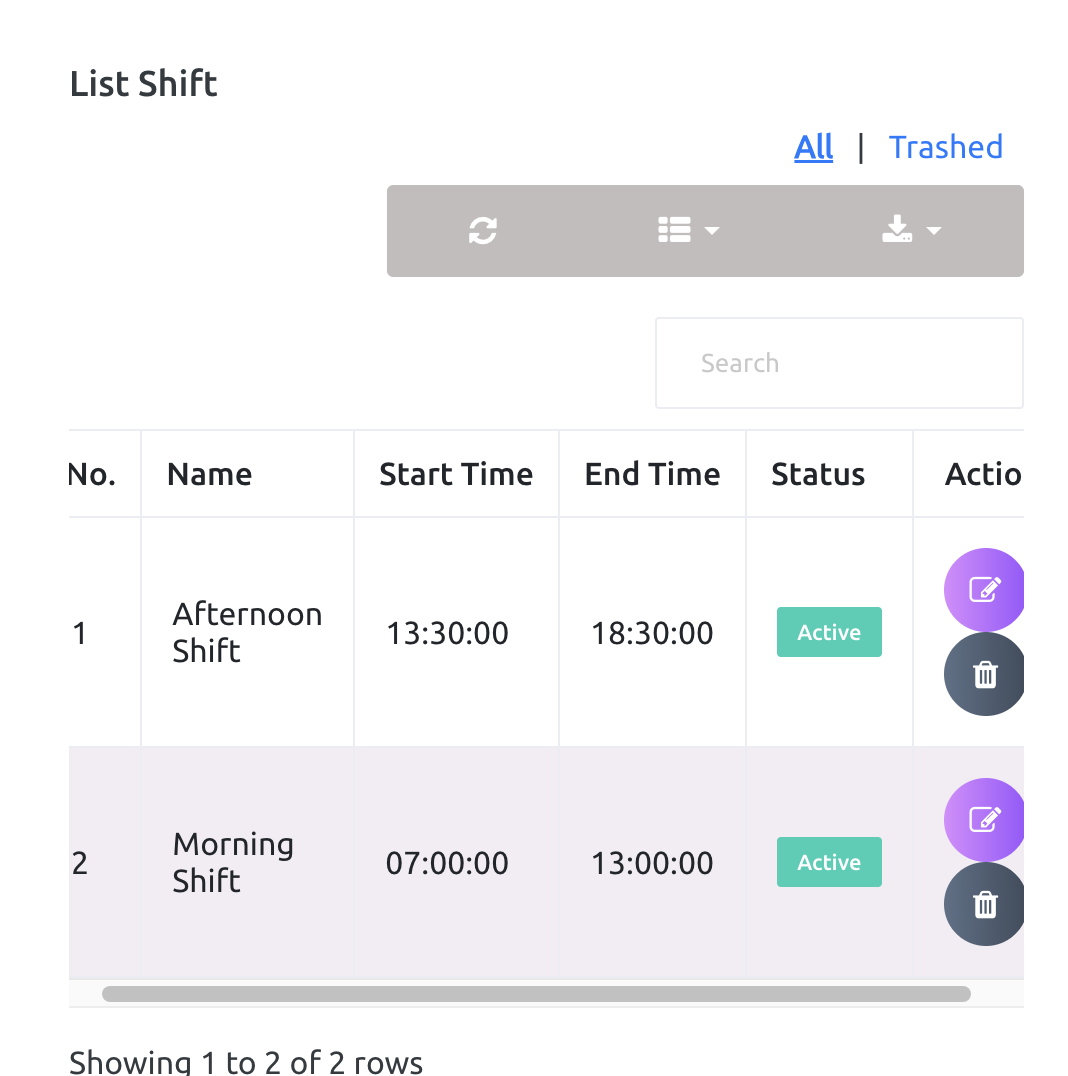 List Shift
All | Trashed
Search
No. Name Start Time End Time Status Actio
1 Afternoon Shift 13:30:00 18:30:00 Active
2 Morning Shift 07:00:00 13:00:00 Active
Showing 1 to 2 of 2 rows